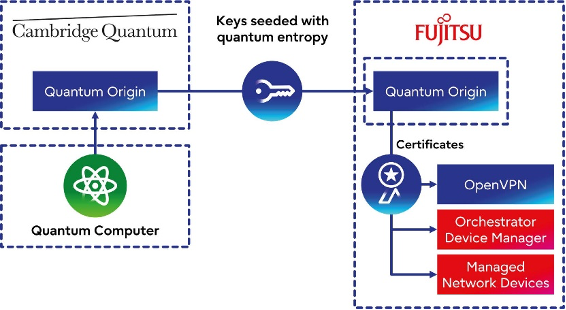 Cambridge Quantum
Keys seeded with
quantum entropy
FUJITSU
Quantum Origin
Quantum Origin
Certificates
Quantum Computer
OpenVPN
Orchestrator
Device Manager
Managed
Network Devices